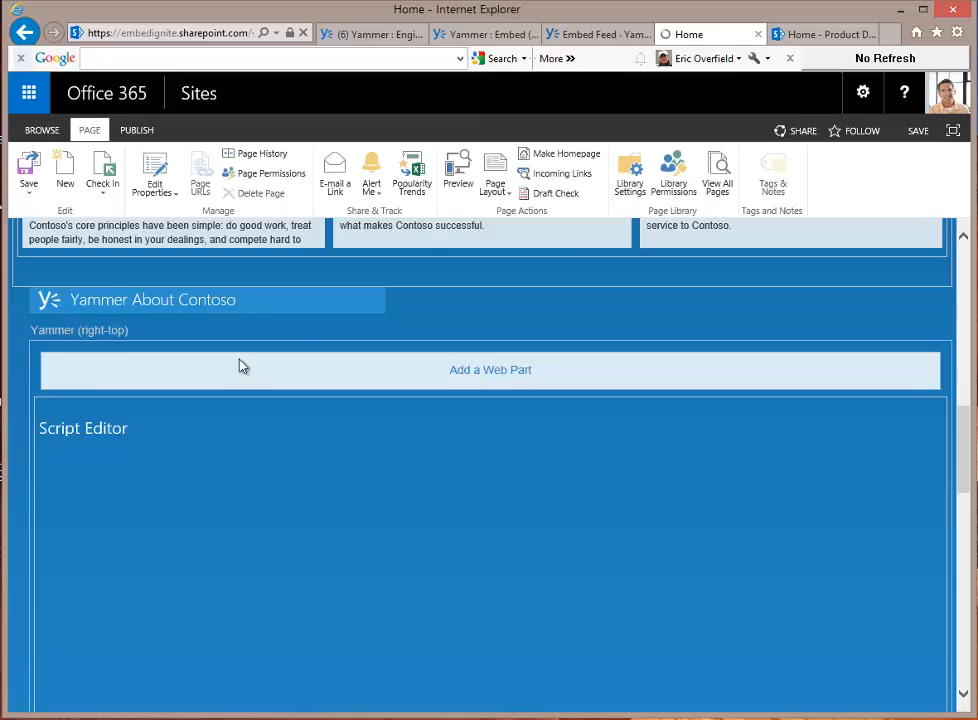 Home - Internet Explorer
https://embedignite.sharepoint.com/
(6) Yammer : Engi...
Yammer : Embed (...
Embed Feed · Yam...
Home
Home - Product D...
Google
Search
More »
Eric Overfield
No Refresh
Office 365
Sites
?
BROWSE
PAGE
PUBLISH
SHARE
FOLLOW
SAVE
Save
New
Check In
Edit
Properties
Page
URLs
Page History
Page Permissions
Delete Page
E-mail a
Link
Alert
Me
Popularity
Trends
Preview
Page
Layout
Make Homepage
Incoming Links
Draft Check
Library
Settings
Library
Permissions
View All
Pages
Tags &
Notes
Edit
Manage
Share & Track
Page Actions
Page Library
Tags and Notes
Contoso's core principles have been simple: do good work, treat
people fairly, be honest in your dealings, and compete hard to
what makes Contoso successful.
service to Contoso.
Yammer About Contoso
Yammer (right-top)
Add a Web Part
Script Editor